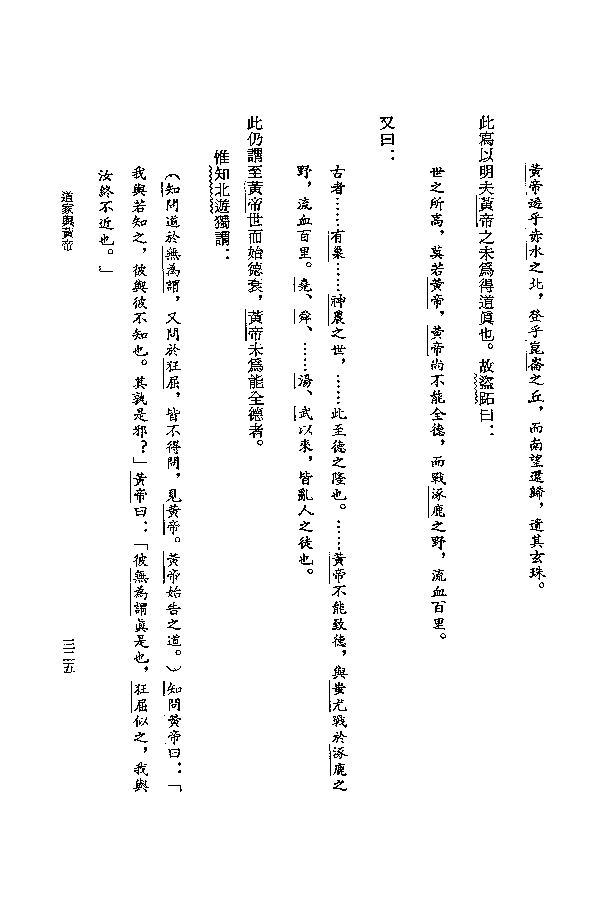 黃帝遊乎赤水之北，登乎崑崙之丘，而南望還歸，遺其玄珠。
此寓以明夫黃帝之未爲得道眞也。故盜跖曰：
世之所高，莫若黃帝，黃帝尚不能全德，而戰涿鹿之野，流血百里。
又曰：
古者……有巢……神農之世，……此至德之隆也。……黃帝不能致德，與蚩尤戰於涿鹿之
野，流血百里。堯、舜、……湯、武以來，皆亂人之徒也。
此仍謂至黃帝世而始德衰，黃帝未爲能全德者。
惟知北遊獨謂：
（知問道於無為謂，又問於狂屈，皆不得問，見黃帝。黃帝始告之道。）知問黃帝曰：「
我與若知之，彼與彼不知也。其孰是邪？」黃帝曰：「彼無為謂眞是也，狂屈似之，我與
汝終不近也。」
道家與黃帝
三二五